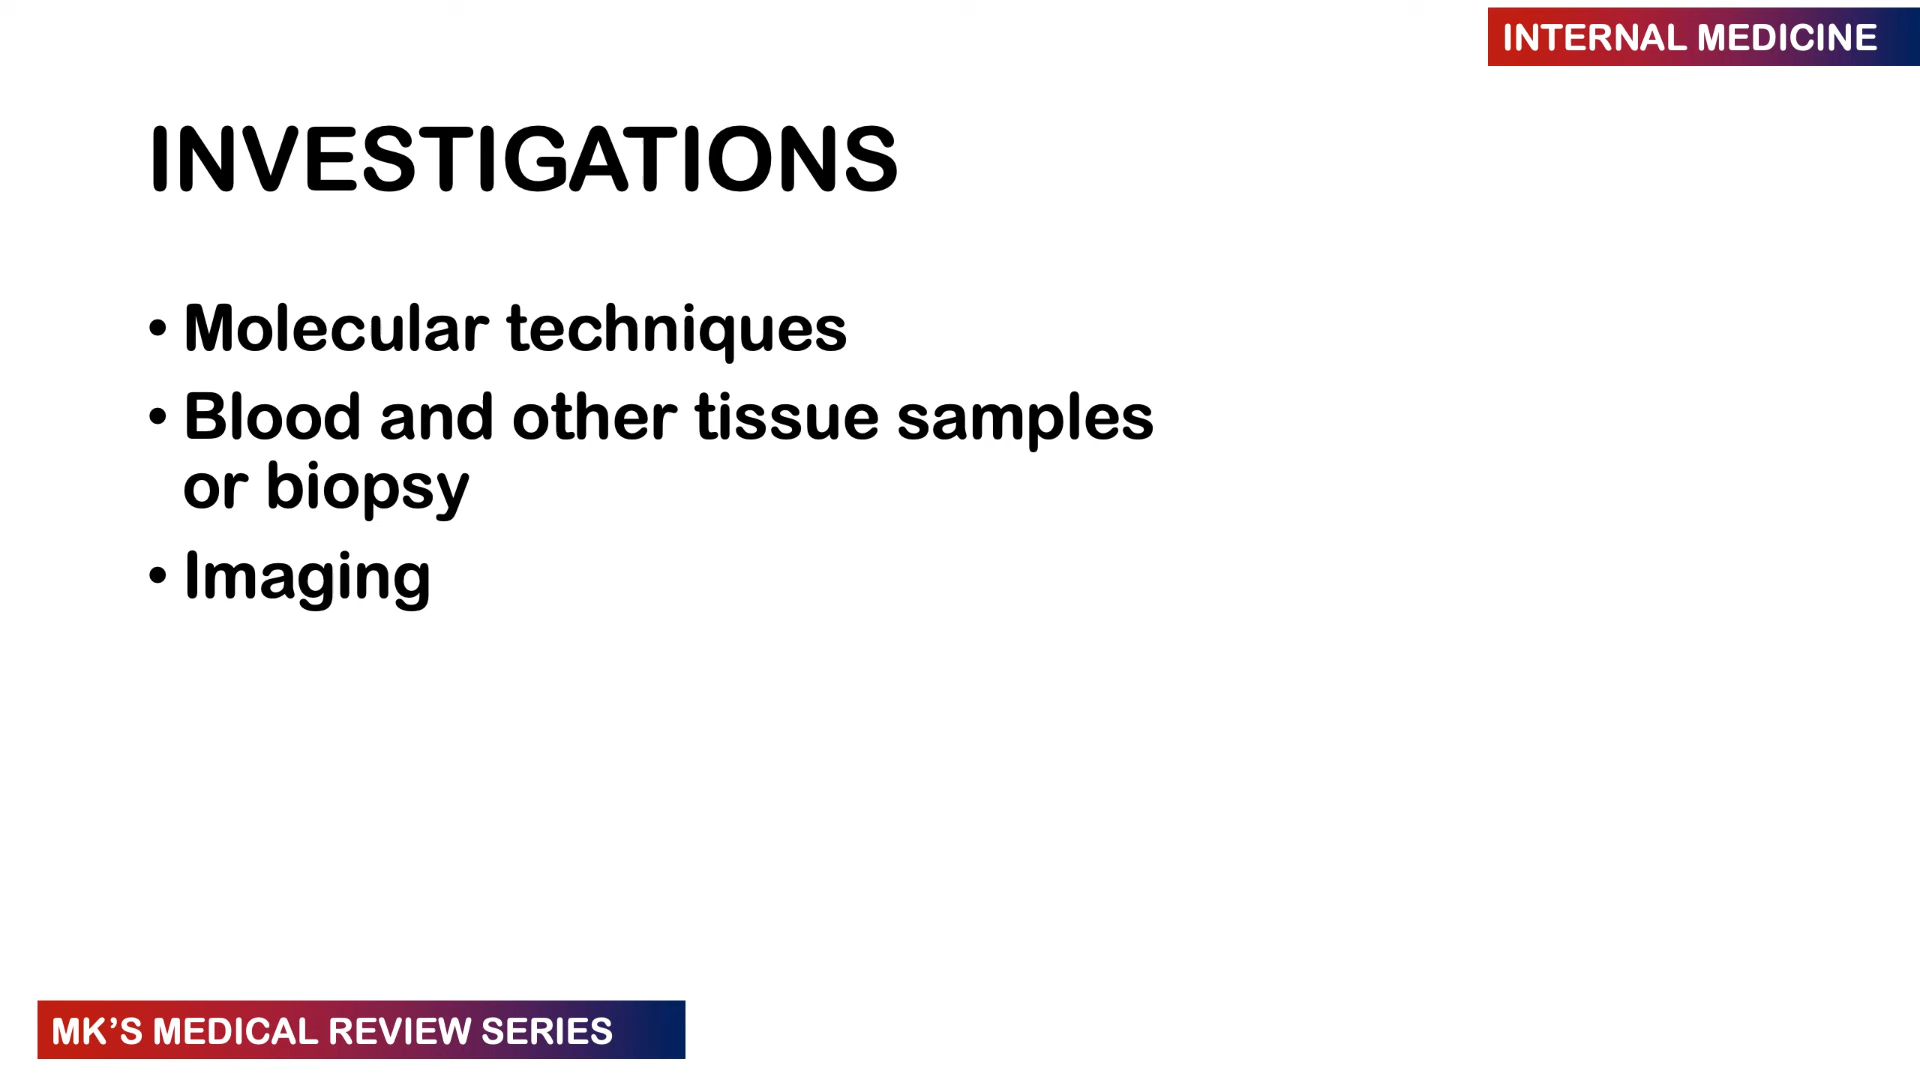 INTERNAL MEDICINE
INVESTIGATIONS
• Molecular techniques
• Blood and other tissue samples
or biopsy
• Imaging
MK’S MEDICAL REVIEW SERIES